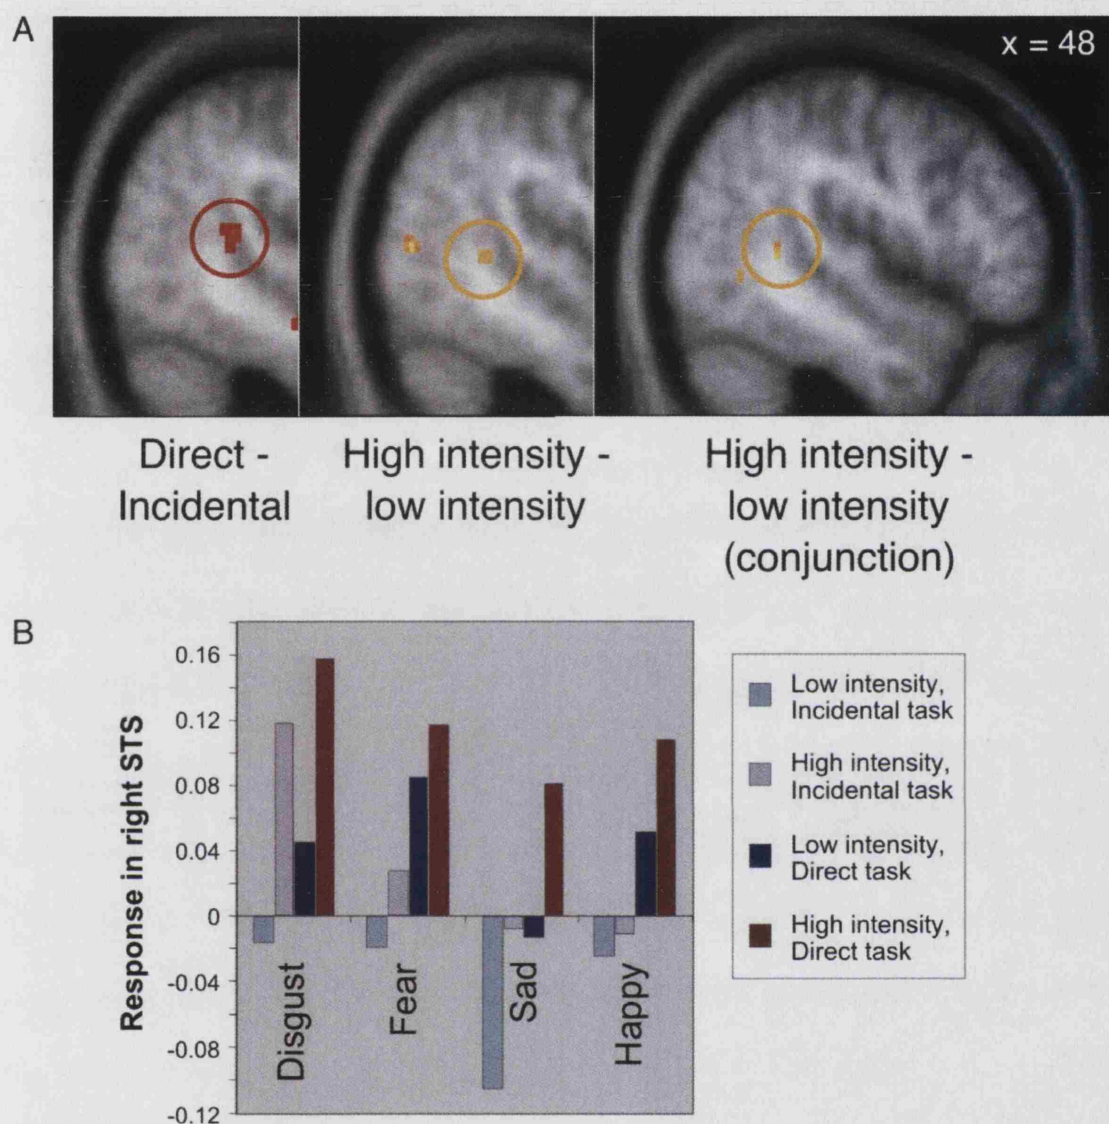 A
x = 48
Direct -
Incidental
High intensity -
low intensity
High intensity -
low intensity
(conjunction)
B
Response in right STS
0.16
0.12
0.08
0.04
0
-0.04
-0.08
-0.12
Disgust
Fear
Sad
Happy
Low intensity,
Incidental task
High intensity,
Incidental task
Low intensity,
Direct task
High intensity,
Direct task